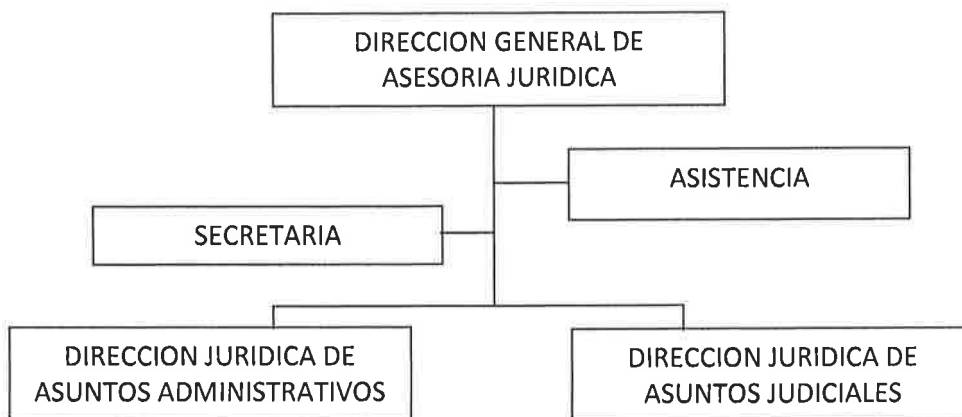 DIRECCION GENERAL DE
ASESORIA JURIDICA
ASISTENCIA
SECRETARIA
DIRECCION JURIDICA DE
ASUNTOS ADMINISTRATIVOS
DIRECCION JURIDICA DE
ASUNTOS JUDICIALES